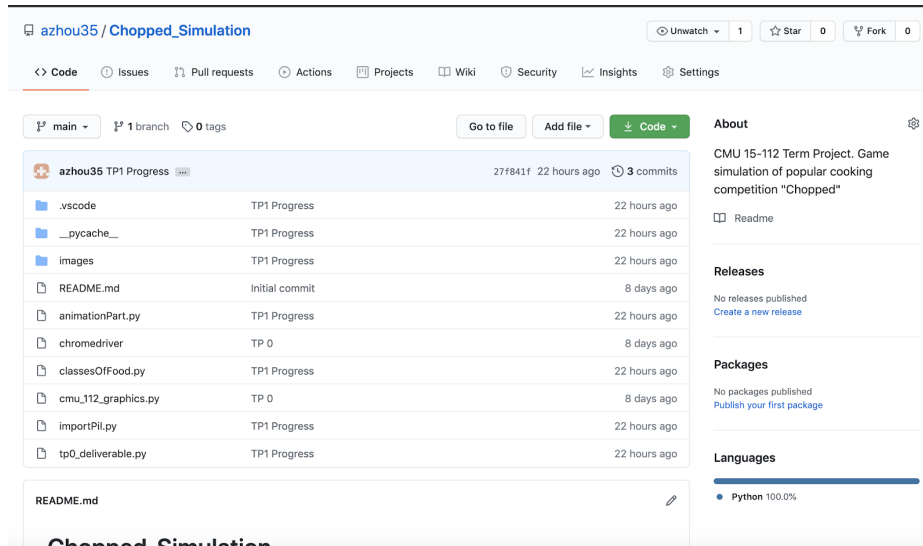 azhou35 / Chopped_Simulation
Unwatch 1 Star 0 Fork 0
<> Code Issues Pull requests Actions Projects Wiki Security Insights Settings
main 1 branch 0 tags Go to file Add file Code
azhou35 TP1 Progress ... 27f841f 22 hours ago 3 commits
.vscode TP1 Progress 22 hours ago
__pycache__ TP1 Progress 22 hours ago
images TP1 Progress 22 hours ago
README.md Initial commit 8 days ago
animationPart.py TP1 Progress 22 hours ago
chromedriver TP 0 8 days ago
classesOfFood.py TP1 Progress 22 hours ago
cmu_112_graphics.py TP 0 8 days ago
importPil.py TP1 Progress 22 hours ago
tp0_deliverable.py TP1 Progress 22 hours ago
README.md
Chopped_Simulation
About
CMU 15-112 Term Project. Game
simulation of popular cooking
competition "Chopped"
Readme
Releases
No releases published
Create a new release
Packages
No packages published
Publish your first package
Languages
Python 100.0%